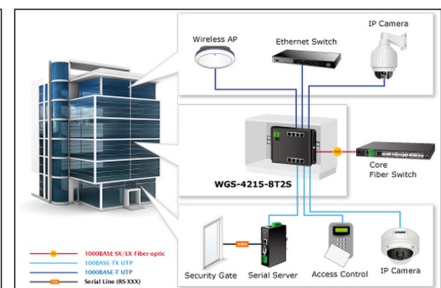 IP Camera
Wireless AP
Ethernet Switch
WGS-4215-8T2S
Core
Fiber Switch
1000BASE-SX/LX Fiber-optic
100BASE-TX UTP
1000BASE-T UTP
Serial Line (RS-XXX)
Security Gate
Serial Server
Access Control
IP Camera